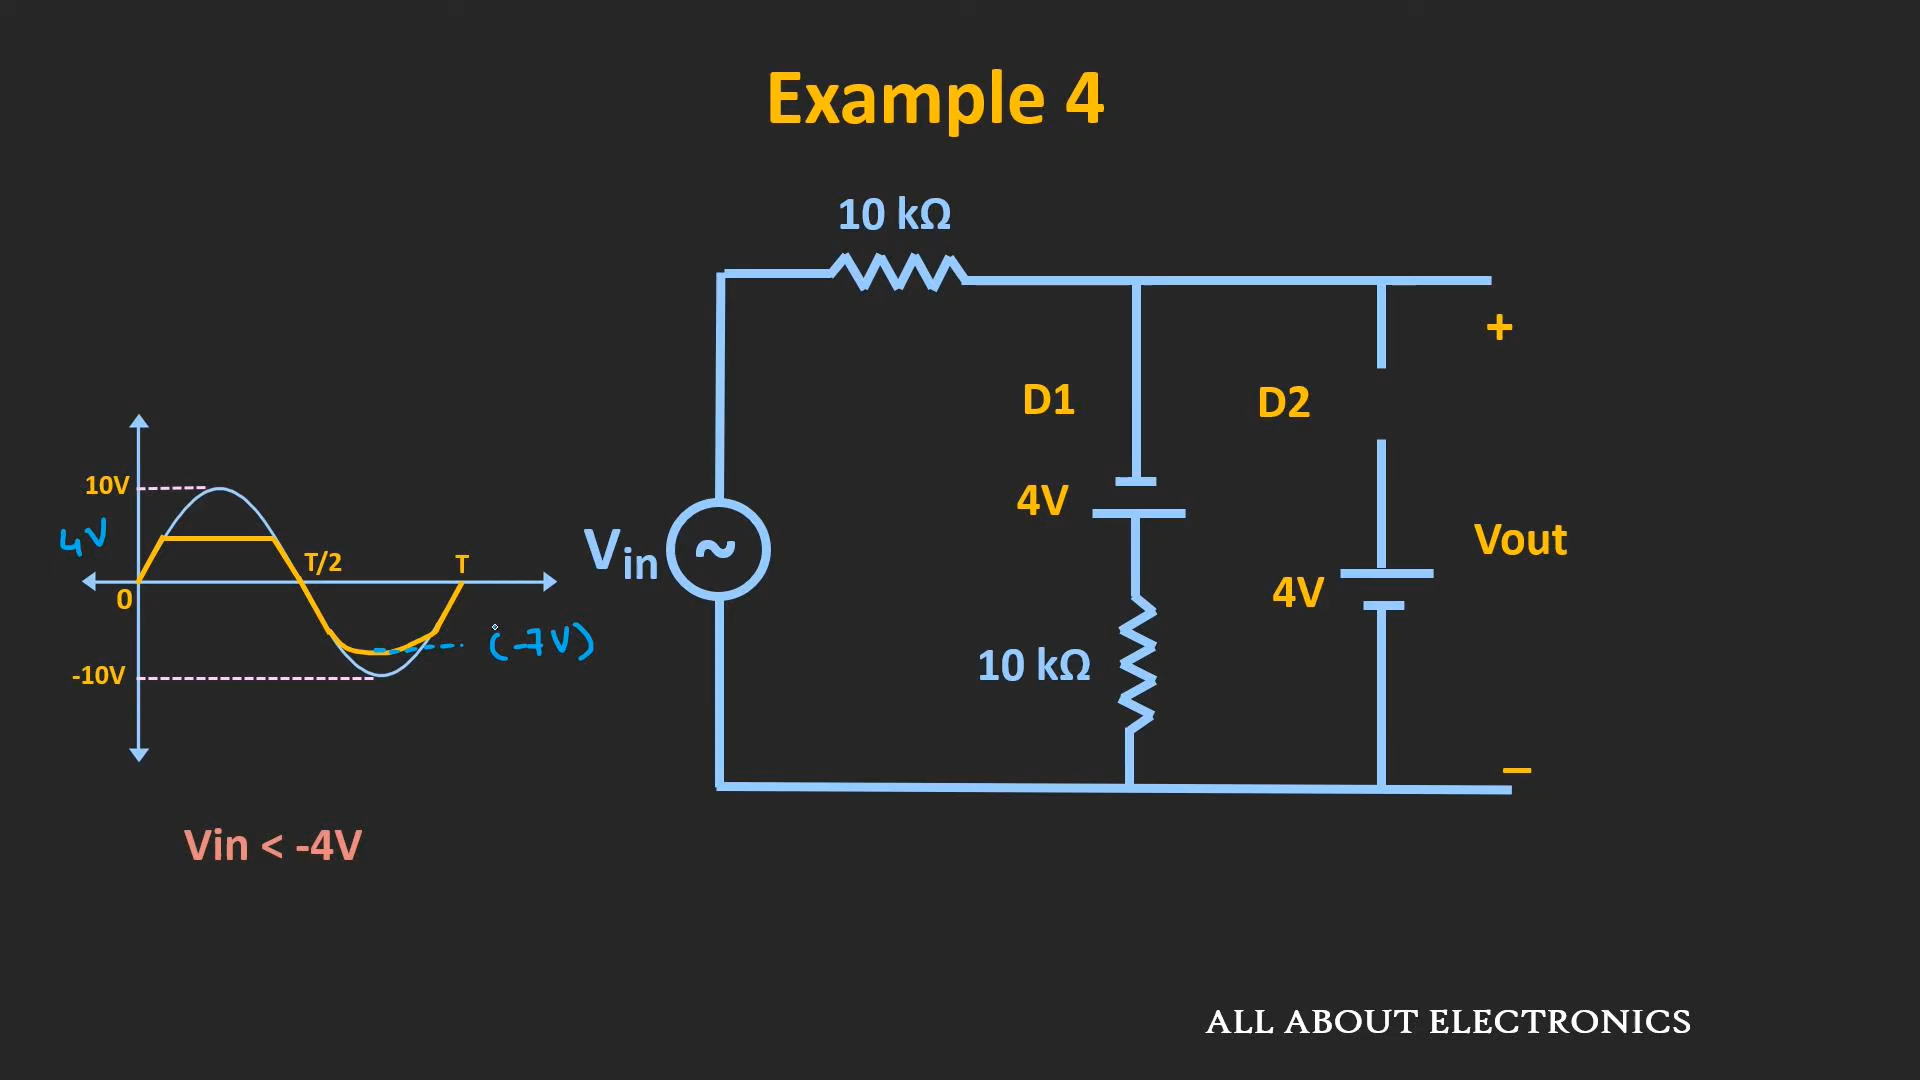 Example 4
10 kΩ
D1
D2
+
10V
4V
4V
Vin
Vout
T/2
T
0
4V
10 kΩ
(-7V)
-10V
–
Vin < -4V
ALL ABOUT ELECTRONICS